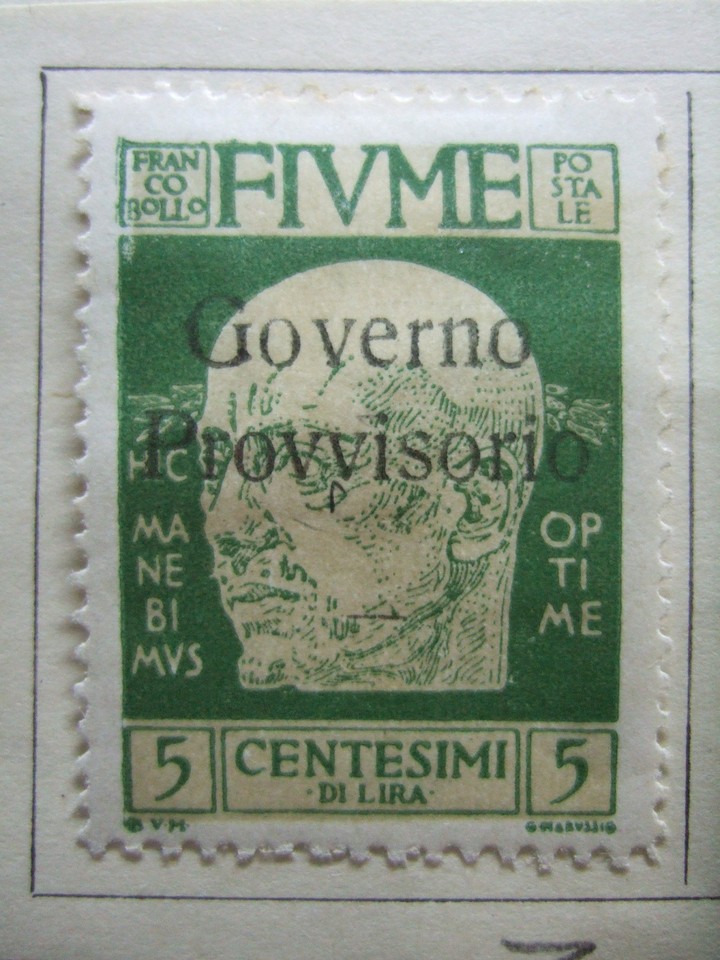 FRAN
CO
BOLLO
FIVME
PO
STA
LE
Governo
Provvisorio
HC
MA
NE
BI
MVS
OP
TI
ME
5
CENTESIMI
·DI LIRA·
5